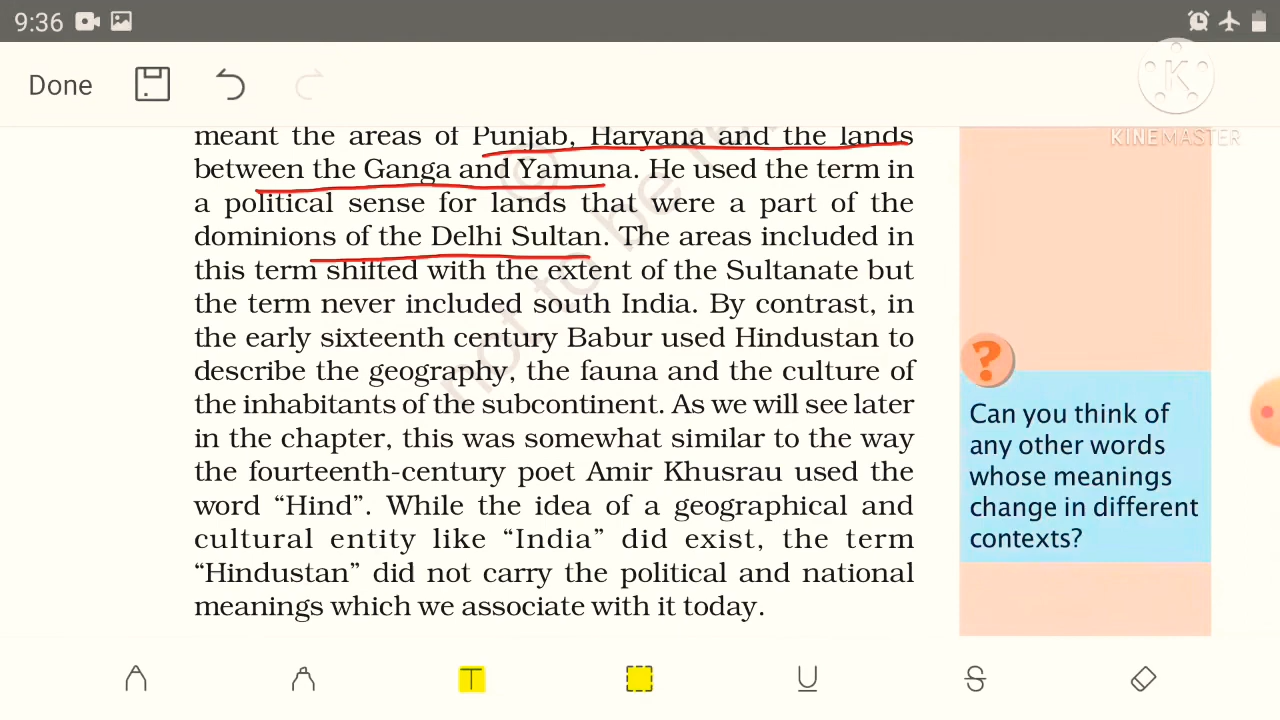 9:36
Done
KINEMASTER
meant the areas of Punjab, Haryana and the lands
between the Ganga and Yamuna. He used the term in
a political sense for lands that were a part of the
dominions of the Delhi Sultan. The areas included in
this term shifted with the extent of the Sultanate but
the term never included south India. By contrast, in
the early sixteenth century Babur used Hindustan to
describe the geography, the fauna and the culture of
the inhabitants of the subcontinent. As we will see later
in the chapter, this was somewhat similar to the way
the fourteenth-century poet Amir Khusrau used the
word “Hind”. While the idea of a geographical and
cultural entity like “India” did exist, the term
“Hindustan” did not carry the political and national
meanings which we associate with it today.
not to be
?
Can you think of
any other words
whose meanings
change in different
contexts?